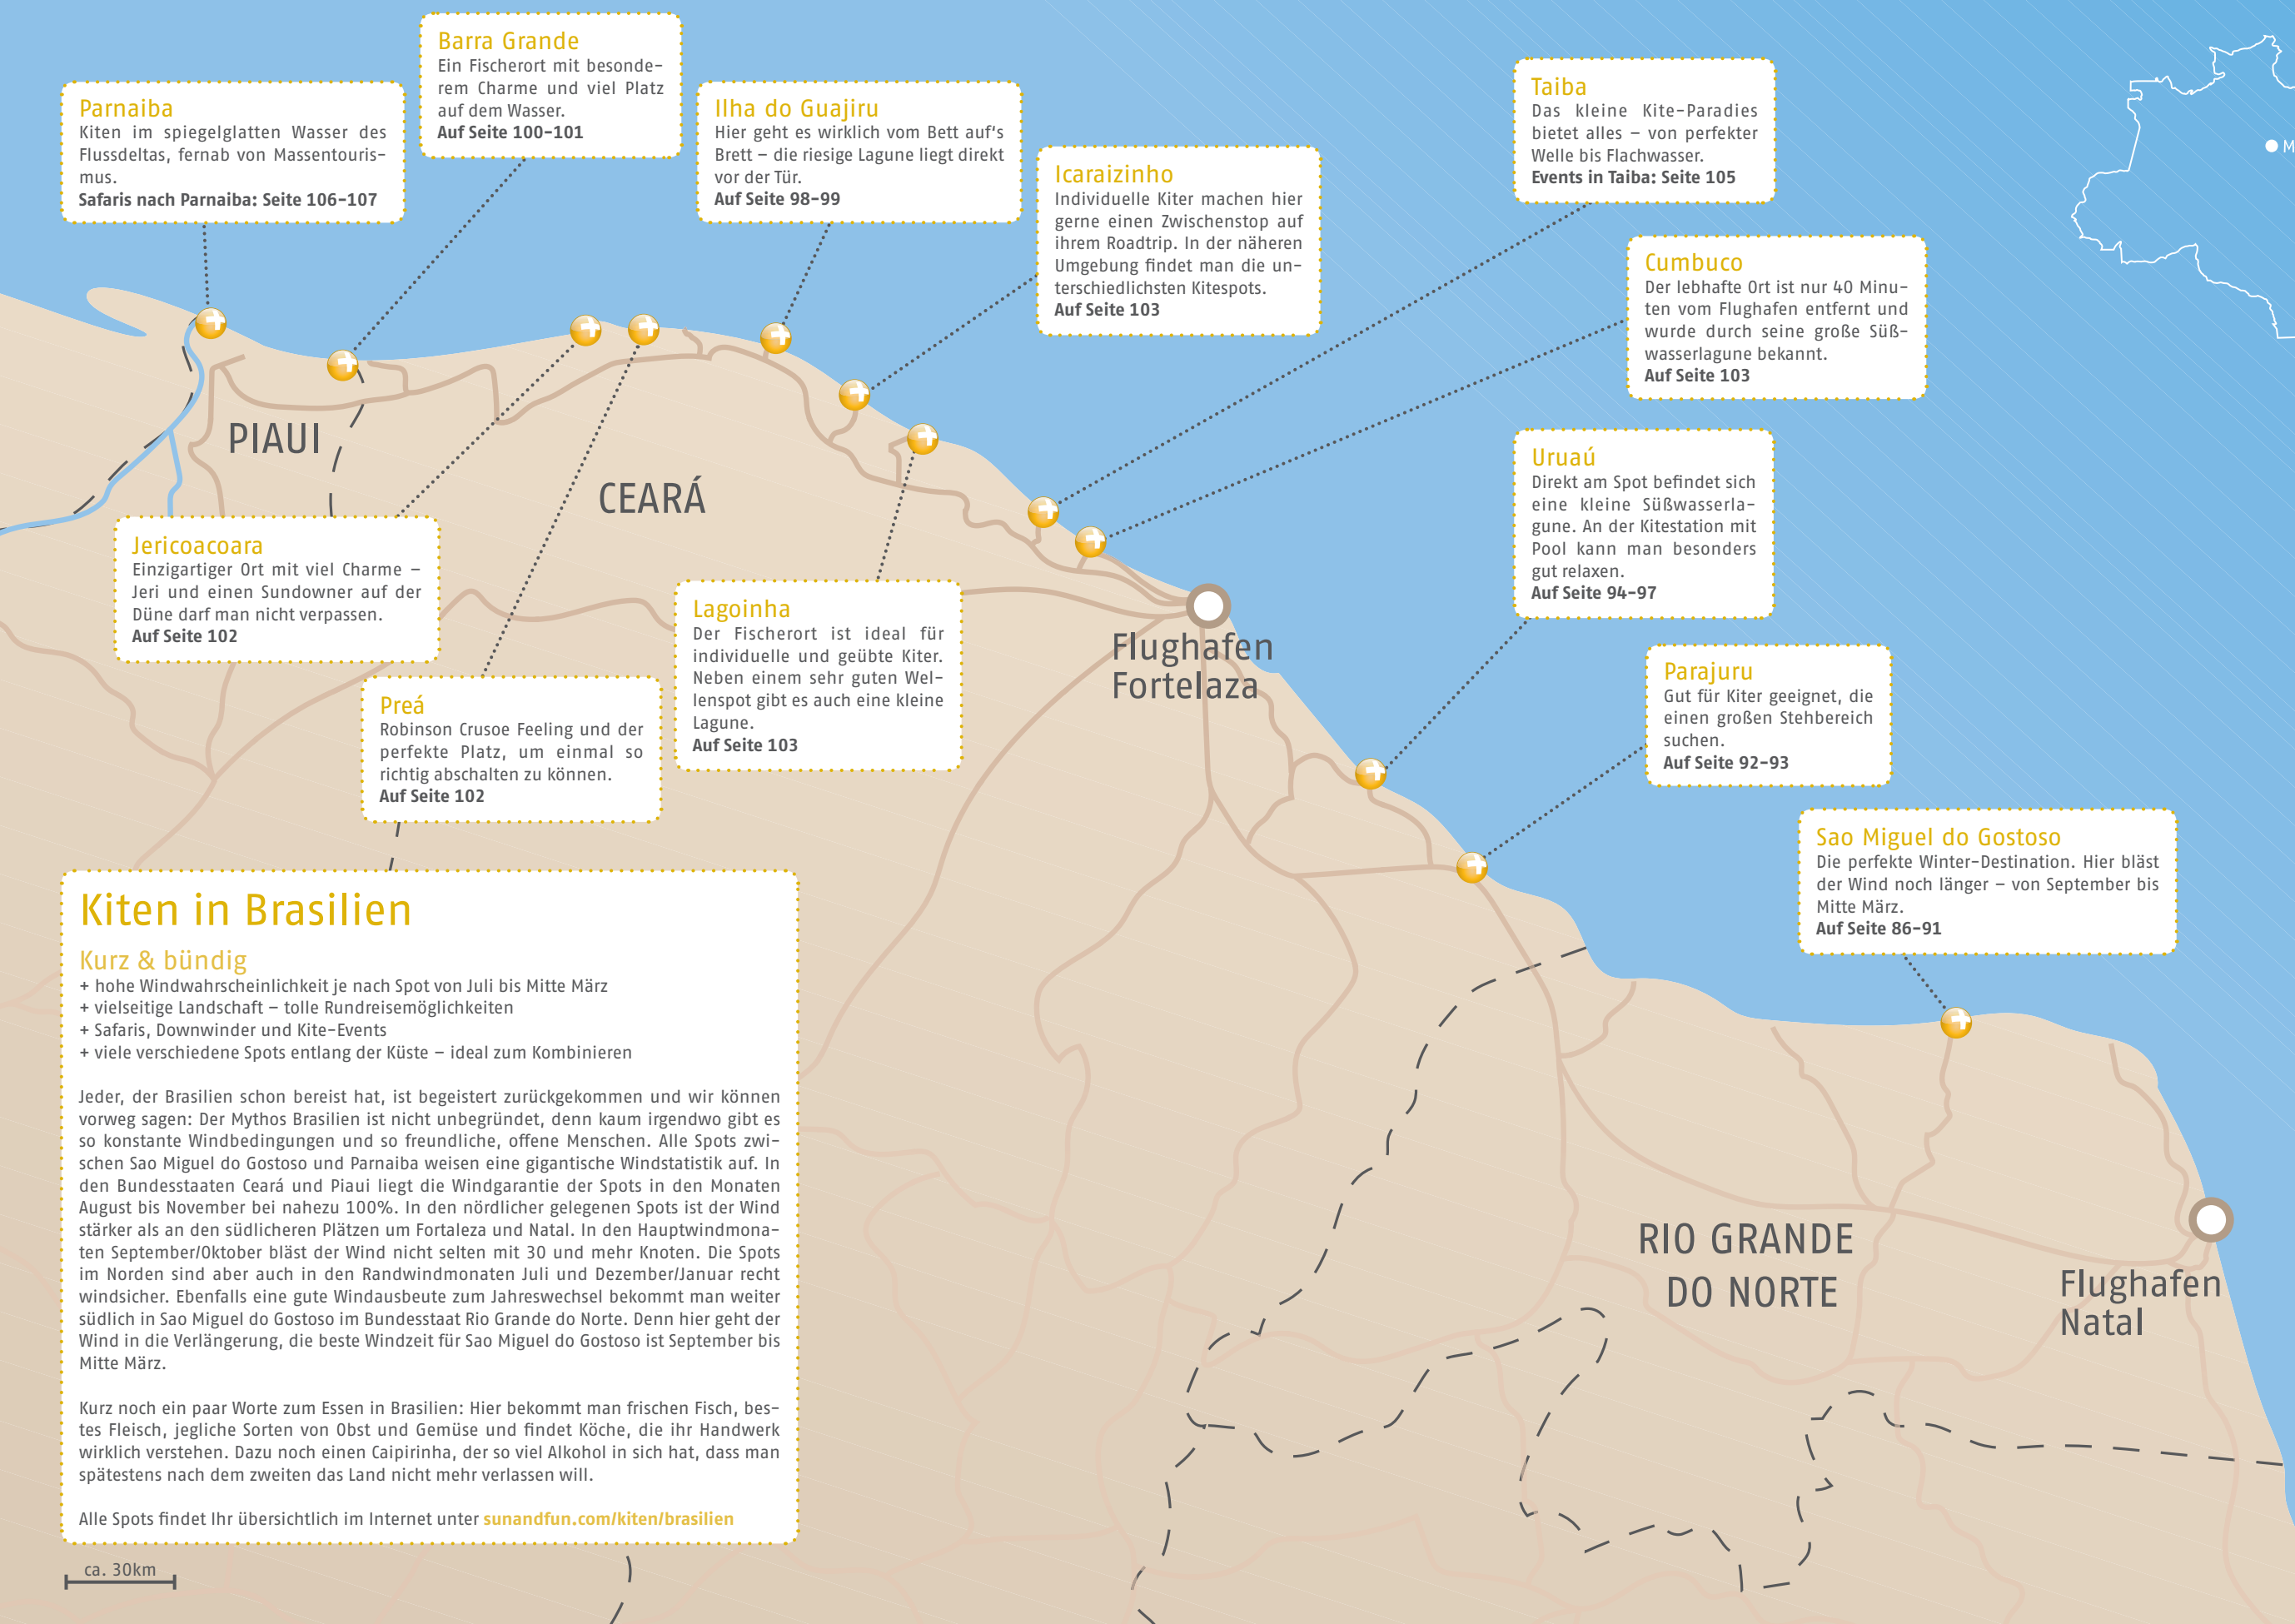 Barra Grande
Ein Fischerort mit besonde-
rem Charme und viel Platz
auf dem Wasser.
Auf Seite 100-101
Parnaiba
Kiten im spiegelglatten Wasser des
Flussdeltas, fernab von Massentouris-
mus.
Safaris nach Parnaiba: Seite 106-107
Ilha do Guajiru
Hier geht es wirklich vom Bett auf's
Brett – die riesige Lagune liegt direkt
vor der Tür.
Auf Seite 98-99
Icaraizinho
Individuelle Kiter machen hier
gerne einen Zwischenstop auf
ihrem Roadtrip. In der näheren
Umgebung findet man die un-
terschiedlichsten Kitespots.
Auf Seite 103
Taiba
Das kleine Kite-Paradies
bietet alles – von perfekter
Welle bis Flachwasser.
Events in Taiba: Seite 105
M
Cumbuco
Der lebhafte Ort ist nur 40 Minu-
ten vom Flughafen entfernt und
wurde durch seine große Süß-
wasserlagune bekannt.
Auf Seite 103
PIAUI
CEARÁ
Uruaú
Direkt am Spot befindet sich
eine kleine Süßwasserla-
gune. An der Kitestation mit
Pool kann man besonders
gut relaxen.
Auf Seite 94-97
Jericoacoara
Einzigartiger Ort mit viel Charme –
Jeri und einen Sundowner auf der
Düne darf man nicht verpassen.
Auf Seite 102
Lagoinha
Der Fischerort ist ideal für
individuelle und geübte Kiter.
Neben einem sehr guten Wel-
lenspot gibt es auch eine kleine
Lagune.
Auf Seite 103
Flughafen
Fortelaza
Preá
Robinson Crusoe Feeling und der
perfekte Platz, um einmal so
richtig abschalten zu können.
Auf Seite 102
Parajuru
Gut für Kiter geeignet, die
einen großen Stehbereich
suchen.
Auf Seite 92-93
Sao Miguel do Gostoso
Die perfekte Winter-Destination. Hier bläst
der Wind noch länger – von September bis
Mitte März.
Auf Seite 86-91
Kiten in Brasilien
Kurz & bündig
+ hohe Windwahrscheinlichkeit je nach Spot von Juli bis Mitte März
+ vielseitige Landschaft – tolle Rundreisemöglichkeiten
+ Safaris, Downwinder und Kite-Events
+ viele verschiedene Spots entlang der Küste – ideal zum Kombinieren
Jeder, der Brasilien schon bereist hat, ist begeistert zurückgekommen und wir können
vorweg sagen: Der Mythos Brasilien ist nicht unbegründet, denn kaum irgendwo gibt es
so konstante Windbedingungen und so freundliche, offene Menschen. Alle Spots zwi-
schen Sao Miguel do Gostoso und Parnaiba weisen eine gigantische Windstatistik auf. In
den Bundesstaaten Ceará und Piaui liegt die Windgarantie der Spots in den Monaten
August bis November bei nahezu 100%. In den nördlicher gelegenen Spots ist der Wind
stärker als an den südlicheren Plätzen um Fortaleza und Natal. In den Hauptwindmona-
ten September/Oktober bläst der Wind nicht selten mit 30 und mehr Knoten. Die Spots
im Norden sind aber auch in den Randwindmonaten Juli und Dezember/Januar recht
windsicher. Ebenfalls eine gute Windausbeute zum Jahreswechsel bekommt man weiter
südlich in Sao Miguel do Gostoso im Bundesstaat Rio Grande do Norte. Denn hier geht der
Wind in die Verlängerung, die beste Windzeit für Sao Miguel do Gostoso ist September bis
Mitte März.
Kurz noch ein paar Worte zum Essen in Brasilien: Hier bekommt man frischen Fisch, bes-
tes Fleisch, jegliche Sorten von Obst und Gemüse und findet Köche, die ihr Handwerk
wirklich verstehen. Dazu noch einen Caipirinha, der so viel Alkohol in sich hat, dass man
spätestens nach dem zweiten das Land nicht mehr verlassen will.
Alle Spots findet Ihr übersichtlich im Internet unter sunandfun.com/kiten/brasilien
RIO GRANDE
DO NORTE
Flughafen
Natal
ca. 30km